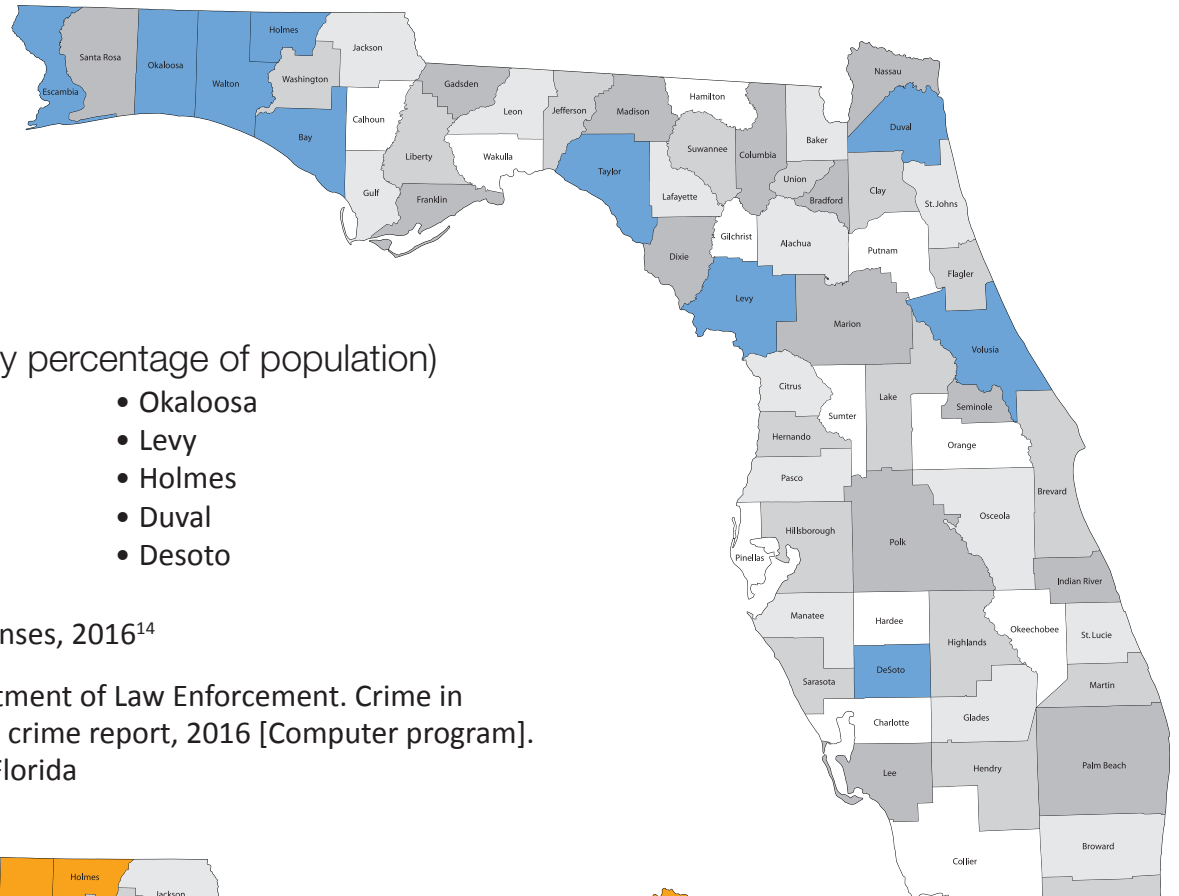 Holmes
Jackson
Nassau
Santa Rosa
Okaloosa
Walton
Washington
Escambia
Gadsden
Hamilton
Leon
Jefferson
Madison
Calhoun
Bay
Duval
Baker
Suwannee
Columbia
Liberty
Wakulla
Taylor
Union
Lafayette
Gulf
Franklin
Bradford
Clay
St. Johns
Gilchrist
Alachua
Putnam
Dixie
Flagler
Levy
Marion
Volusia
y percentage of population)
• Okaloosa
• Levy
• Holmes
• Duval
• Desoto
Citrus
Lake
Seminole
Sumter
Hernando
Orange
Pasco
Brevard
Osceola
Hillsborough
Polk
Pinellas
Indian River
Manatee
Hardee
Okeechobee
St. Lucie
Highlands
nses, 2016¹⁴
DeSoto
Sarasota
Martin
tment of Law Enforcement. Crime in
crime report, 2016 [Computer program].
Florida
Charlotte
Glades
Lee
Hendry
Palm Beach
Broward
Collier
Holmes
Jackson